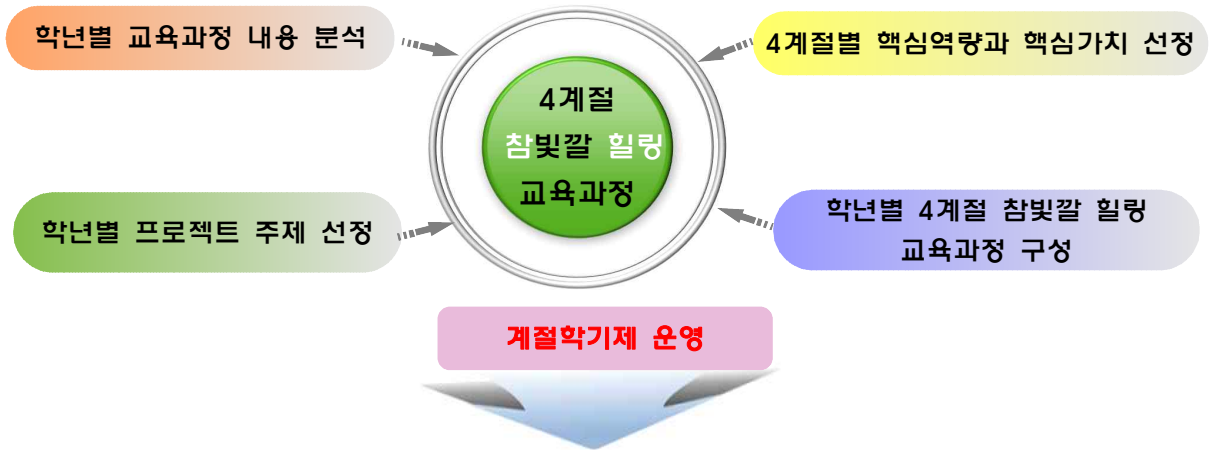 학년별 교육과정 내용 분석
4계절별 핵심역량과 핵심가치 선정
4계절
참빛깔 힐링
교육과정
학년별 프로젝트 주제 선정
학년별 4계절 참빛깔 힐링
교육과정 구성
계절학기제 운영